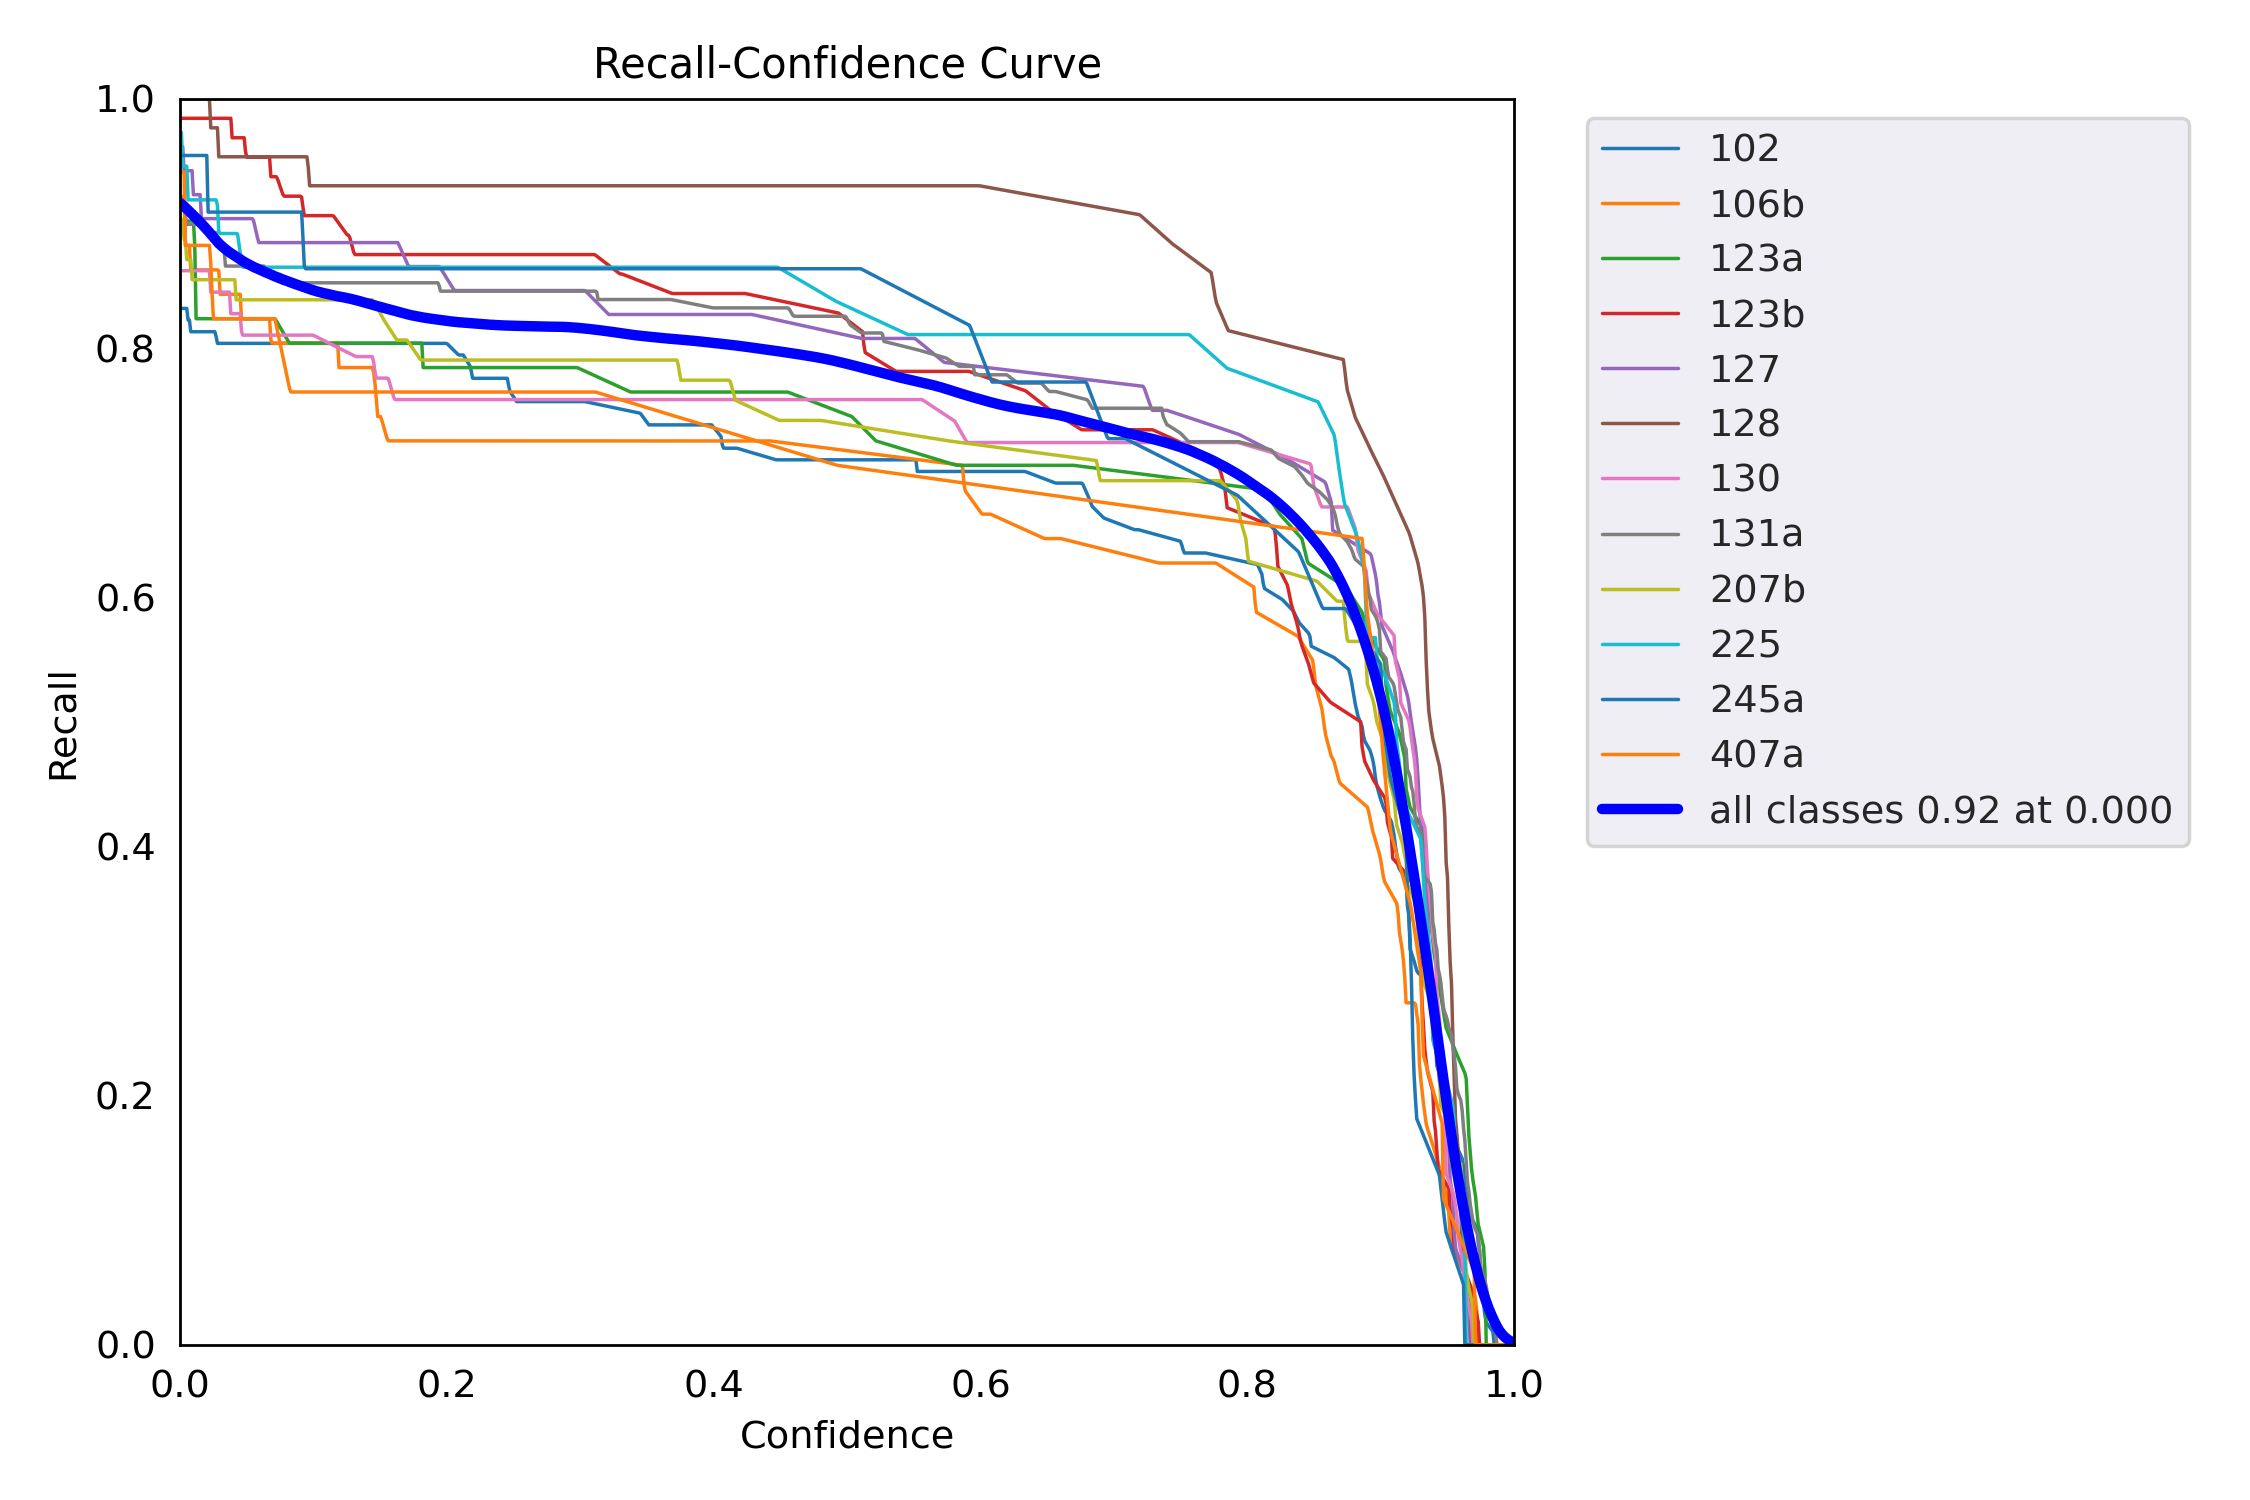 Recall-Confidence Curve
1.0
0.8
0.6
0.4
0.2
0.0
Recall
0.0 0.2 0.4 0.6 0.8 1.0
Confidence
102
106b
123a
123b
127
128
130
131a
207b
225
245a
407a
all classes 0.92 at 0.000